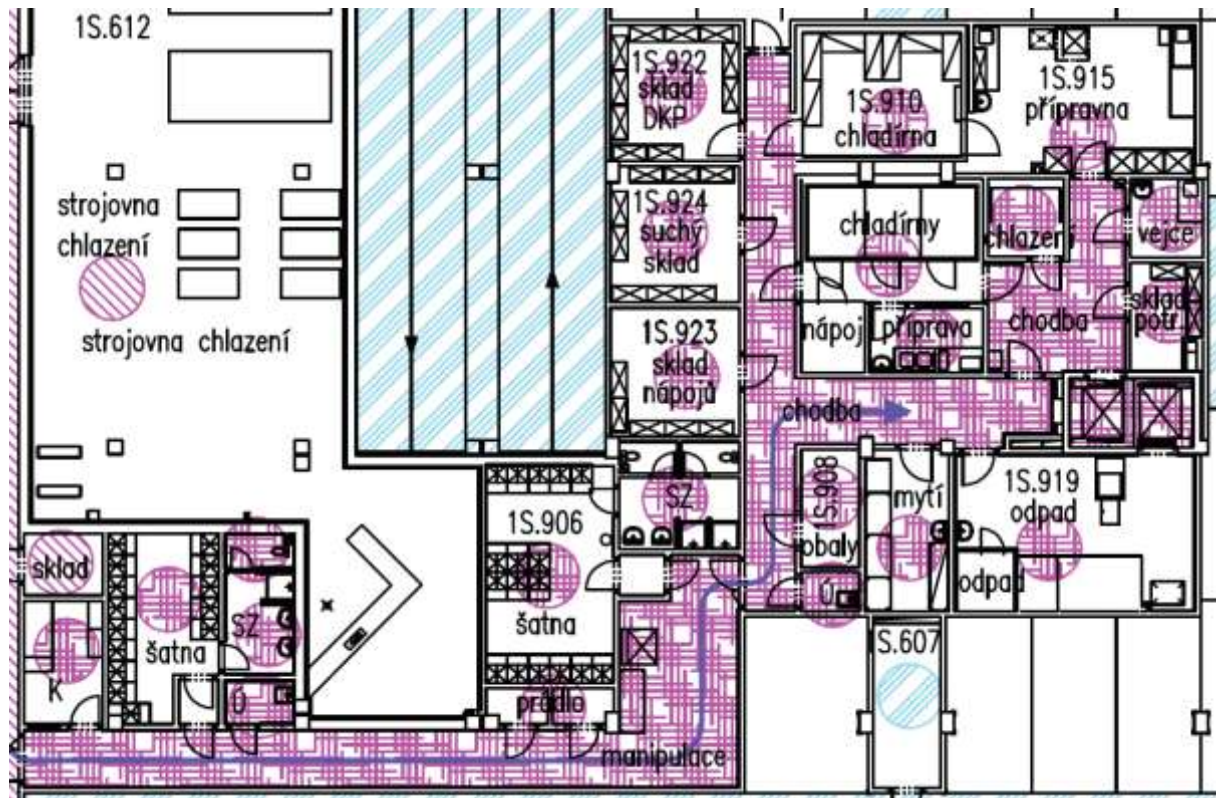 1S.612
strojovna
chlazení
strojovna chlazení
1S.922
sklad
DKP
1S.924
suchý
sklad
1S.923
sklad
nápojů
1S.910
chladírna
1S.915
přípravna
chladírny
chlazení
vejce
nápoj
příprava
chodba
sklad
potr.
chodba
1S.908
obaly
mytí
1S.919
odpad
odpad
Ú
SZ
1S.906
šatna
prádlo
manipulace
sklad
K
šatna
SZ
Ú
S.607